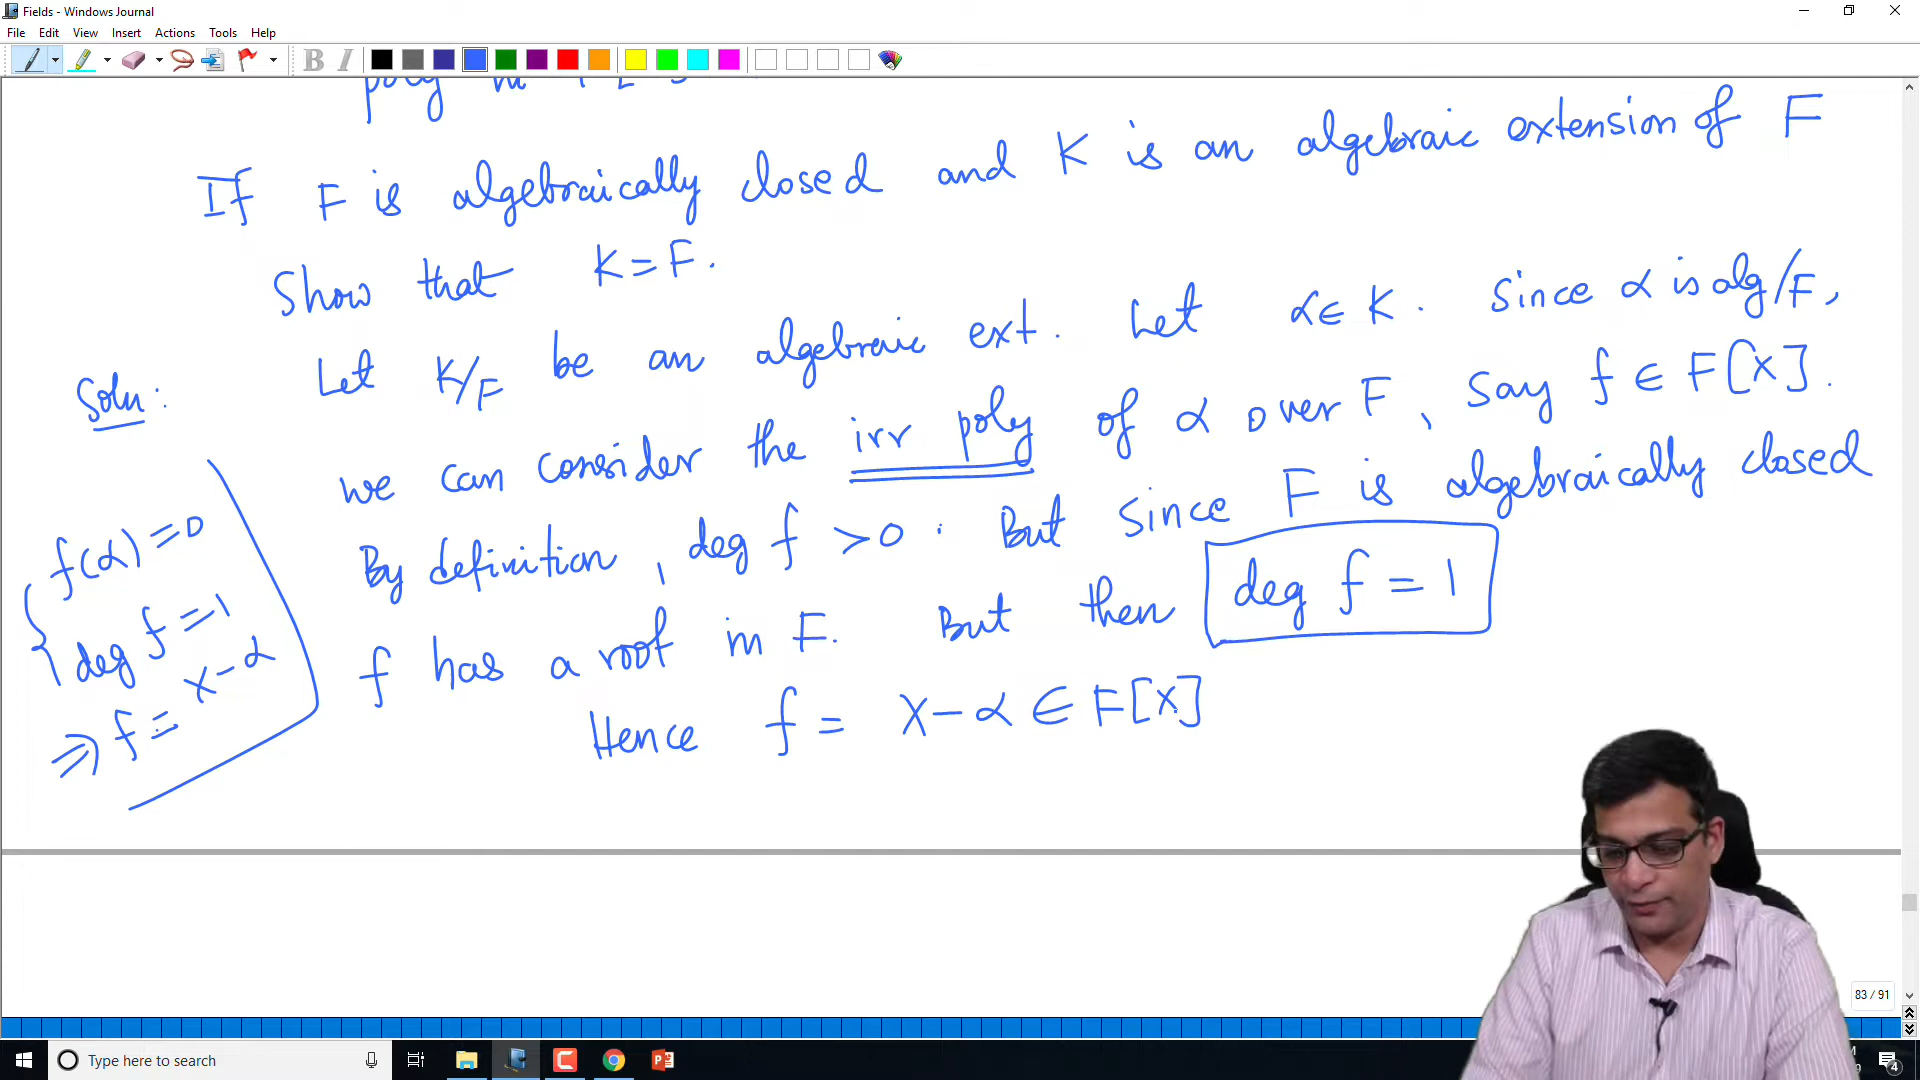 Fields - Windows Journal
File Edit View Insert Actions Tools Help
B I
poly in
If F is algebraically closed and K is an algebraic extension of F
Show that K = F.
Soln: Let K/F be an algebraic ext. Let α ∈ K. Since α is alg/F,
we can consider the irr poly of α over F, say f ∈ F[X].
By definition, deg f > 0. But since F is algebraically closed
f has a root in F. But then deg f = 1
Hence f = X - α ∈ F[X]
f(α) = 0
deg f = 1
⇒ f = X - α
83 / 91
Type here to search
4